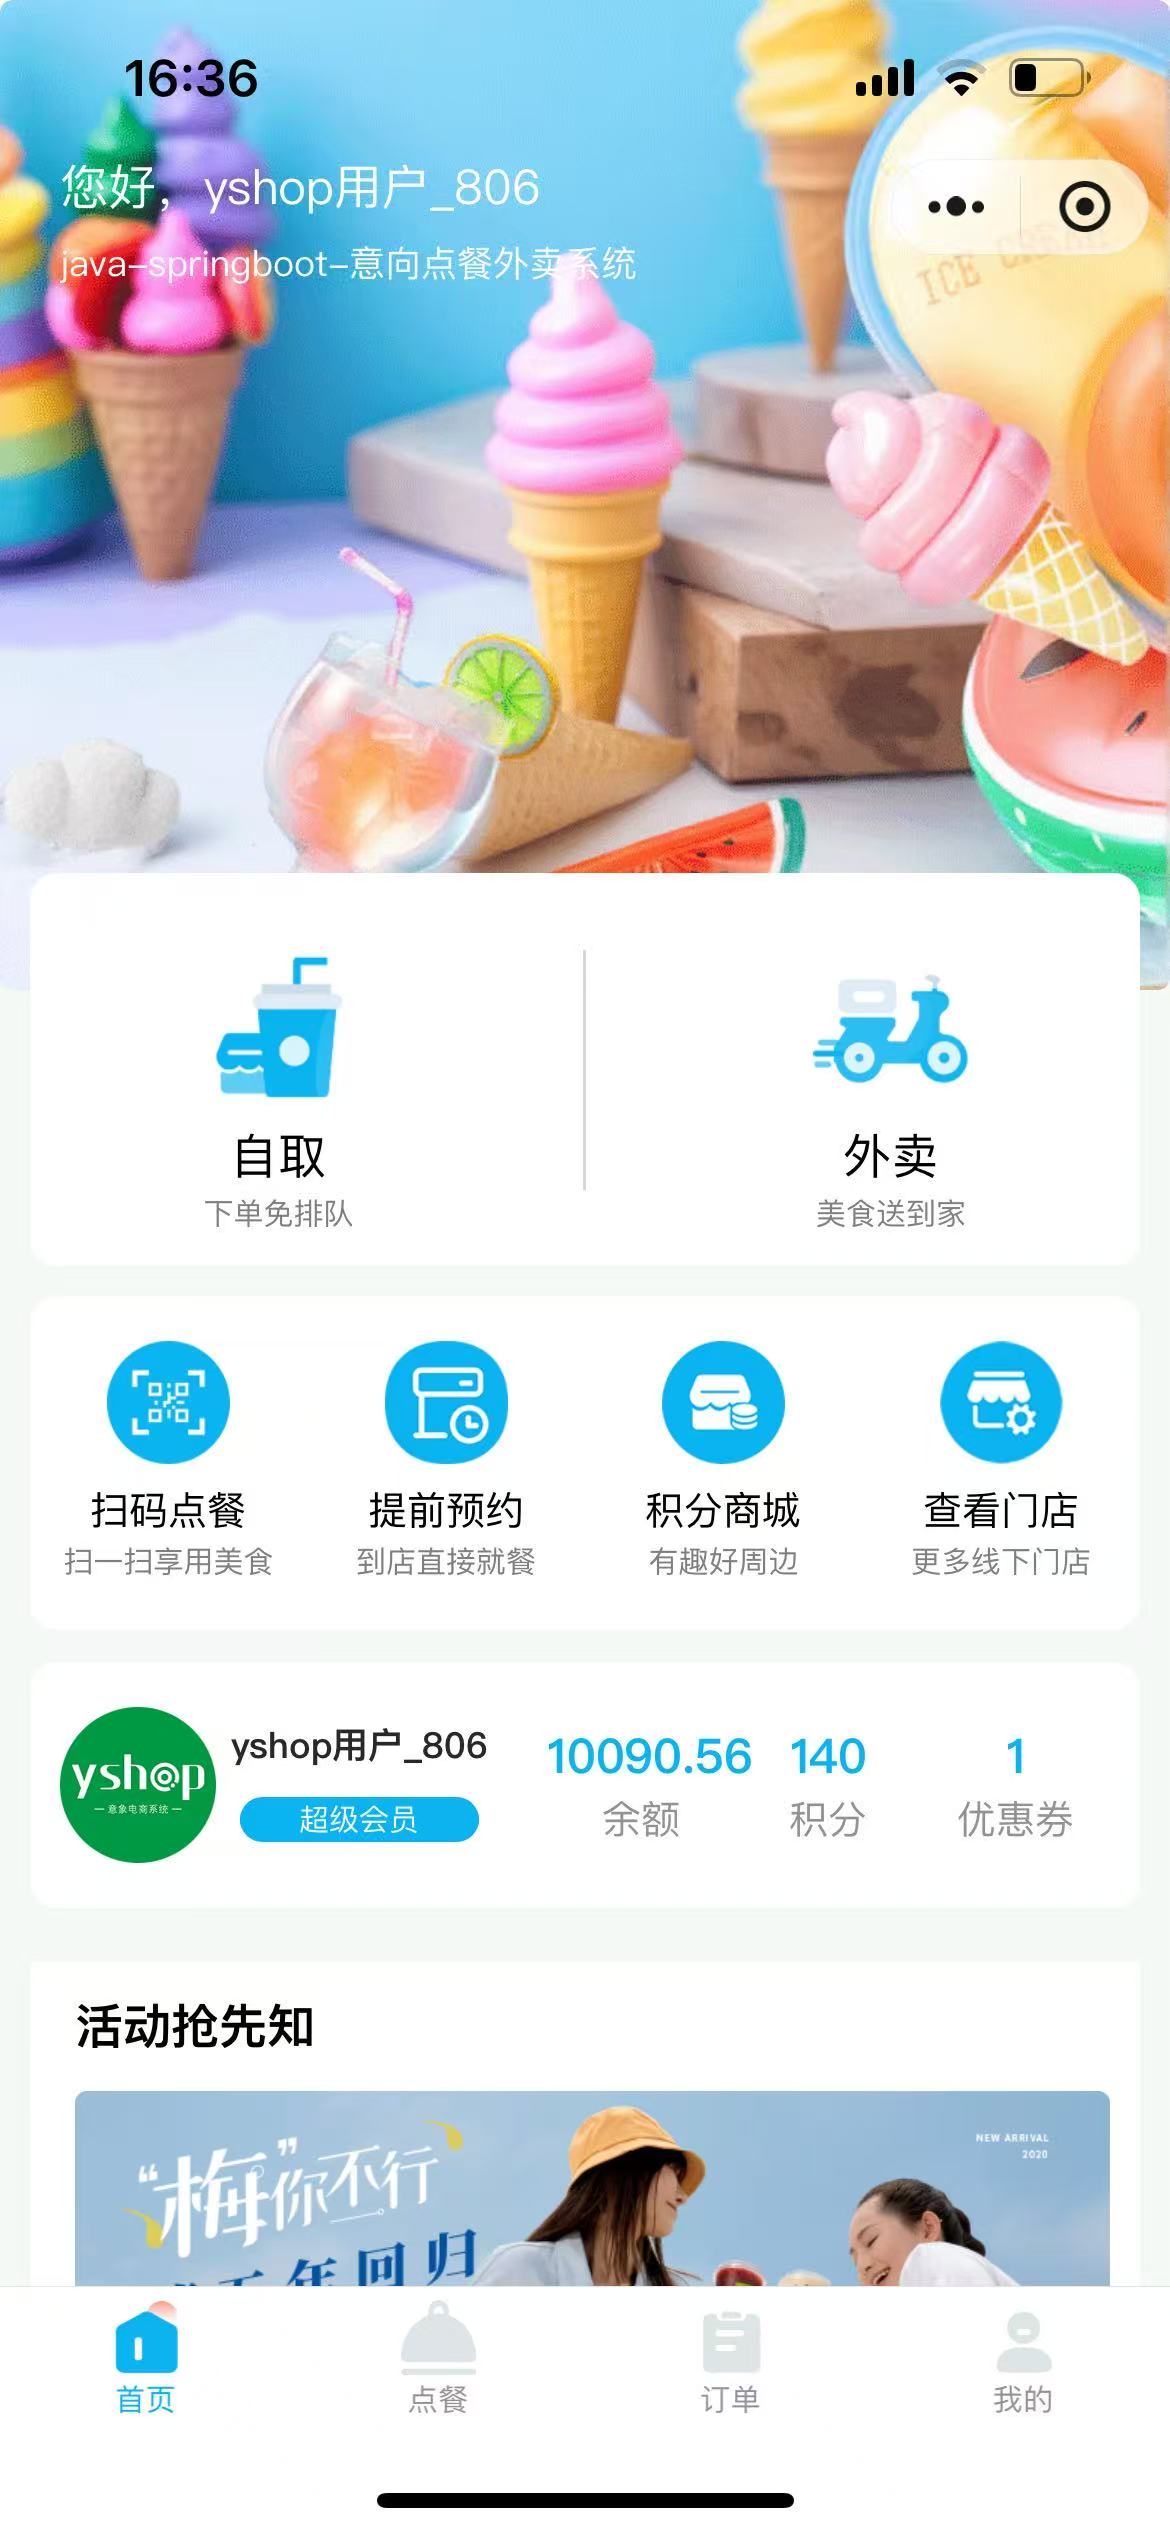 16:36
您好，yshop用户_806
java-springboot-意向点餐外卖系统
ICE
自取
下单免排队
外卖
美食送到家
扫码点餐
扫一扫享用美食
提前预约
到店直接就餐
积分商城
有趣好周边
查看门店
更多线下门店
yshop
意象电商系统
yshop用户_806
超级会员
10090.56
余额
140
积分
1
优惠券
活动抢先知
NEW ARRIVAL
2020
“梅”你不行
年回归
首页
点餐
订单
我的